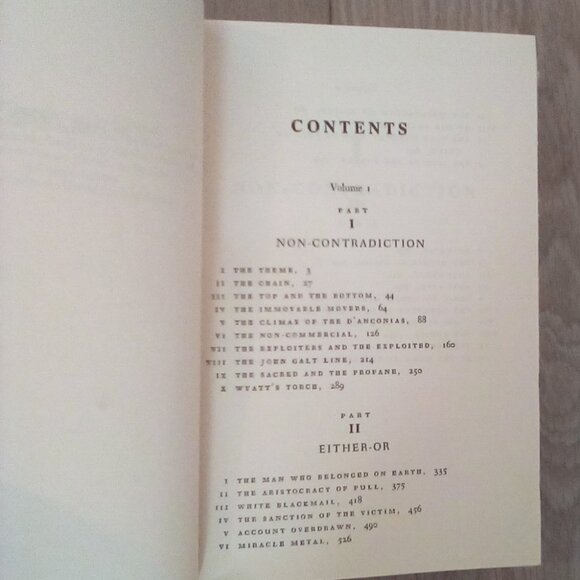 CONTENTS
Volume 1
PART
I
NON-CONTRADICTION
I THE THEME, 3
II THE CHAIN, 27
III THE TOP AND THE BOTTOM, 44
IV THE IMMOVABLE MOVERS, 64
V THE CLIMAX OF THE D'ANCONIAS, 88
VI THE NON-COMMERCIAL, 126
VII THE EXPLOITERS AND THE EXPLOITED, 160
VIII THE JOHN GALT LINE, 214
IX THE SACRED AND THE PROFANE, 250
X WYATT'S TORCH, 289
PART
II
EITHER-OR
I THE MAN WHO BELONGED ON EARTH, 335
II THE ARISTOCRACY OF PULL, 375
III WHITE BLACKMAIL, 418
IV THE SANCTION OF THE VICTIM, 456
V ACCOUNT OVERDRAWN, 490
VI MIRACLE METAL, 526